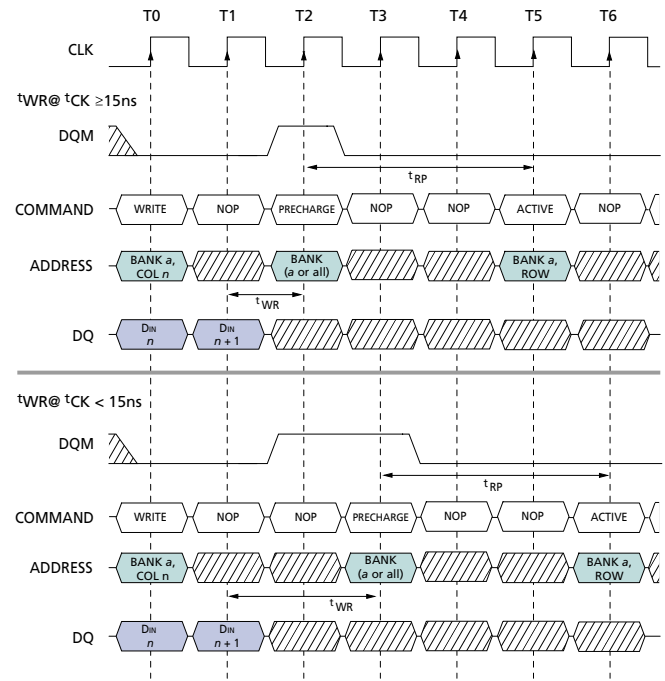 T0 T1 T2 T3 T4 T5 T6
CLK
tWR@ tCK ≥15ns
DQM
tRP
COMMAND WRITE NOP PRECHARGE NOP NOP ACTIVE NOP
ADDRESS BANK a, COL n BANK (a or all) BANK a, ROW
tWR
DQ DIN n DIN n + 1
tWR@ tCK < 15ns
DQM
tRP
COMMAND WRITE NOP NOP PRECHARGE NOP NOP ACTIVE
ADDRESS BANK a, COL n BANK (a or all) BANK a, ROW
tWR
DQ DIN n DIN n + 1